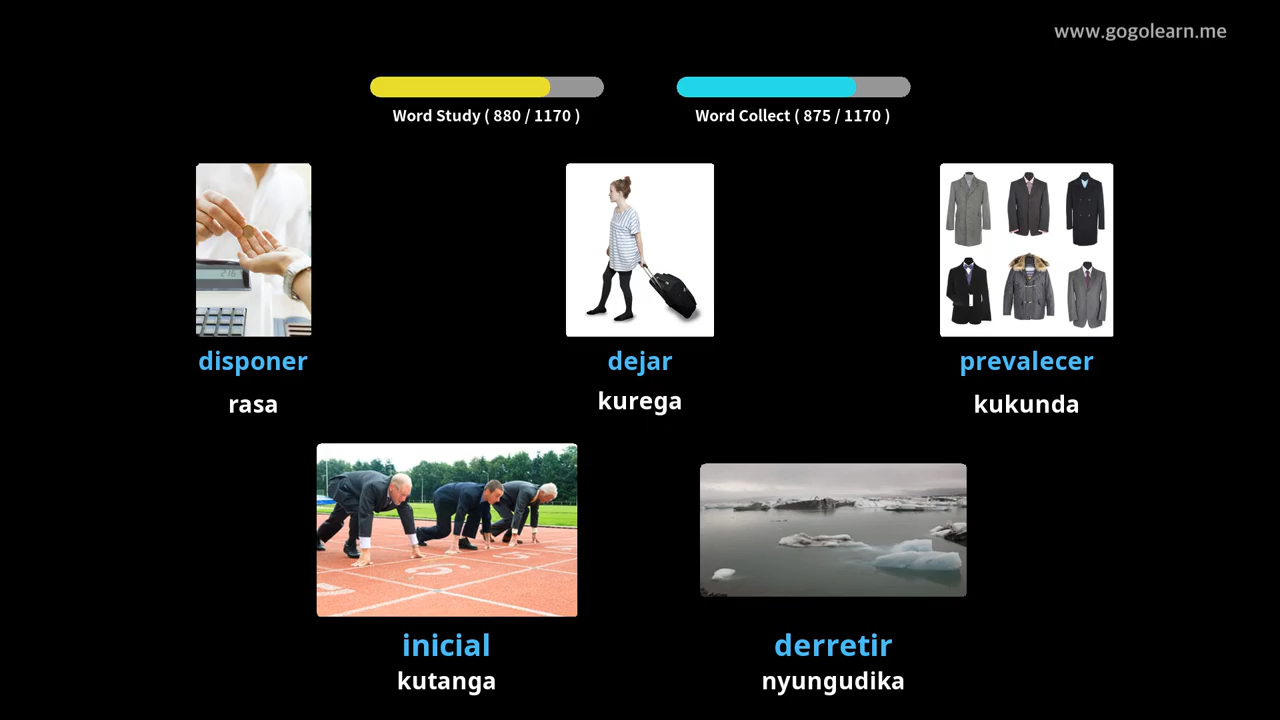 www.gogolearn.me
Word Study ( 880 / 1170 )
Word Collect ( 875 / 1170 )
disponer
rasa
dejar
kurega
prevalecer
kukunda
inicial
kutanga
derretir
nyungudika